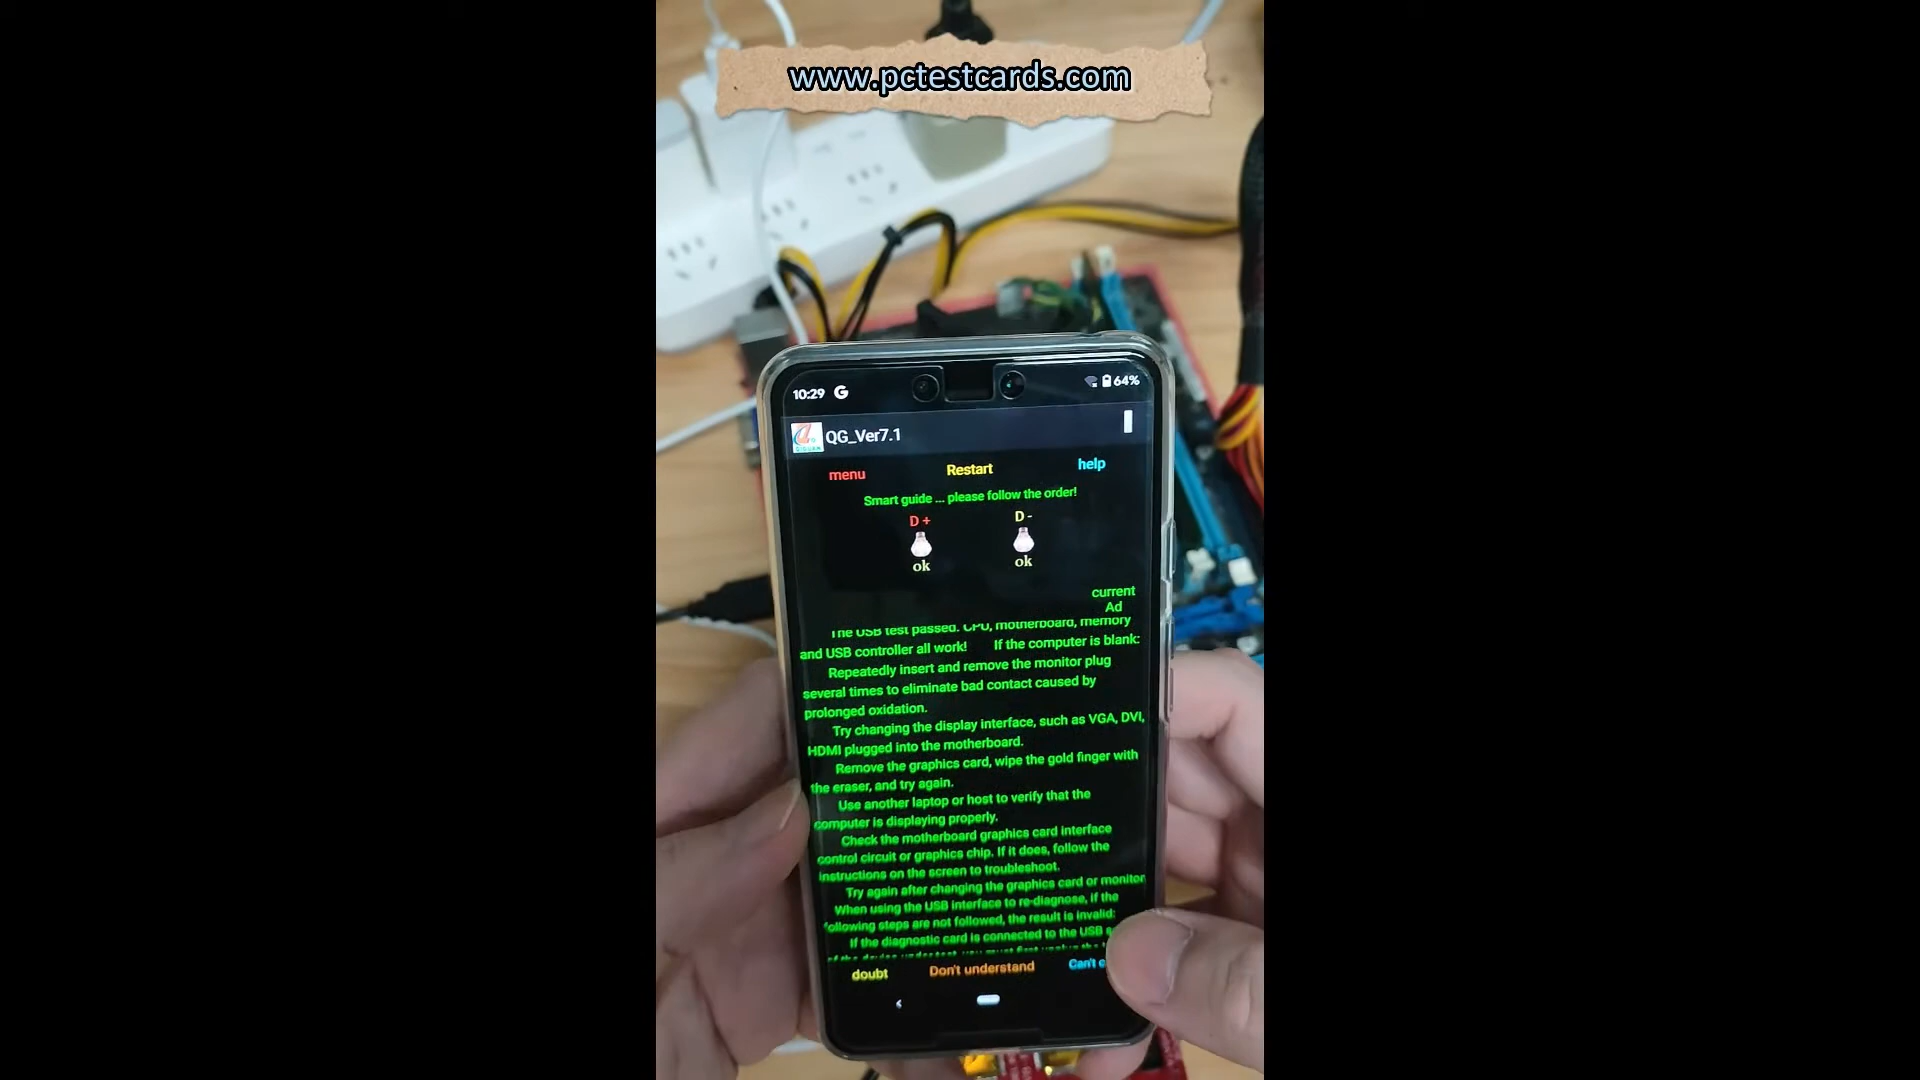 www.pctestcards.com
10:29 G 64%
QG_Ver7.1
menu Restart help
Smart guide ... please follow the order!
D + D -
ok ok
current
Ad
The USB test passed. CPU, motherboard, memory
and USB controller all work! If the computer is blank:
Repeatedly insert and remove the monitor plug
several times to eliminate bad contact caused by
prolonged oxidation.
Try changing the display interface, such as VGA, DVI,
HDMI plugged into the motherboard.
Remove the graphics card, wipe the gold finger with
the eraser, and try again.
Use another laptop or host to verify that the
computer is displaying properly.
Check the motherboard graphics card interface
control circuit or graphics chip. If it does, follow the
instructions on the screen to troubleshoot.
Try again after changing the graphics card or monitor
When using the USB interface to re-diagnose, if the
following steps are not followed, the result is invalid:
If the diagnostic card is connected to the USB
doubt Don't understand Can't